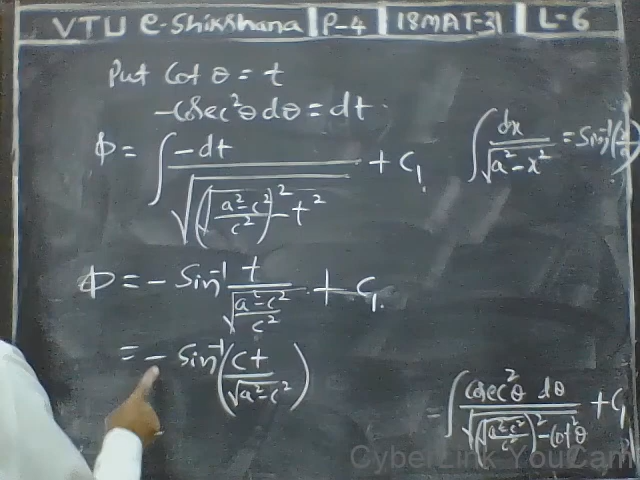 VTU e-Shikshana | P-4 | 18MAT-31 | L-6
Put Cot θ = t
-Cosec²θ dθ = dt
Φ = ∫ -dt / √((√((a²-c²)/c²))² - t²) + C₁
∫ dx / √(a²-x²) = Sin⁻¹(x/a)
Φ = - Sin⁻¹ t / √((a²-c²)/c²) + C₁
= - Sin⁻¹(ct / √(a²-c²))
= ∫ Cosec²θ dθ / √((√((a²-c²)/c²))² - Cot²θ) + C₁
CyberLink YouCam